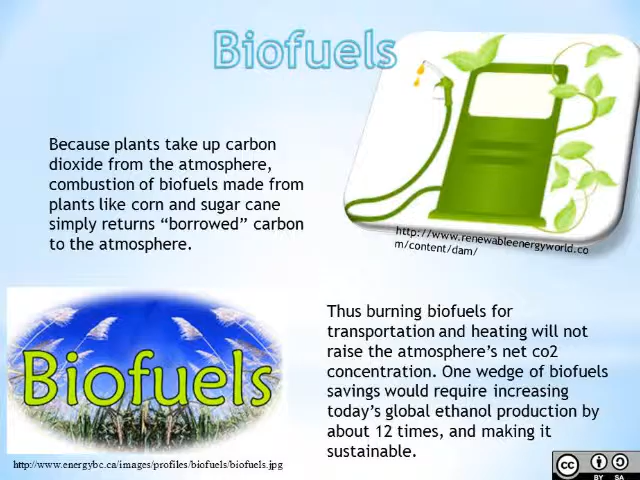 Biofuels
Because plants take up carbon
dioxide from the atmosphere,
combustion of biofuels made from
plants like corn and sugar cane
simply returns “borrowed” carbon
to the atmosphere.
http://www.renewableenergyworld.co
m/content/dam/
Biofuels
http://www.energybc.ca/images/profiles/biofuels/biofuels.jpg
Thus burning biofuels for
transportation and heating will not
raise the atmosphere’s net co2
concentration. One wedge of biofuels
savings would require increasing
today’s global ethanol production by
about 12 times, and making it
sustainable.
cc
BY SA